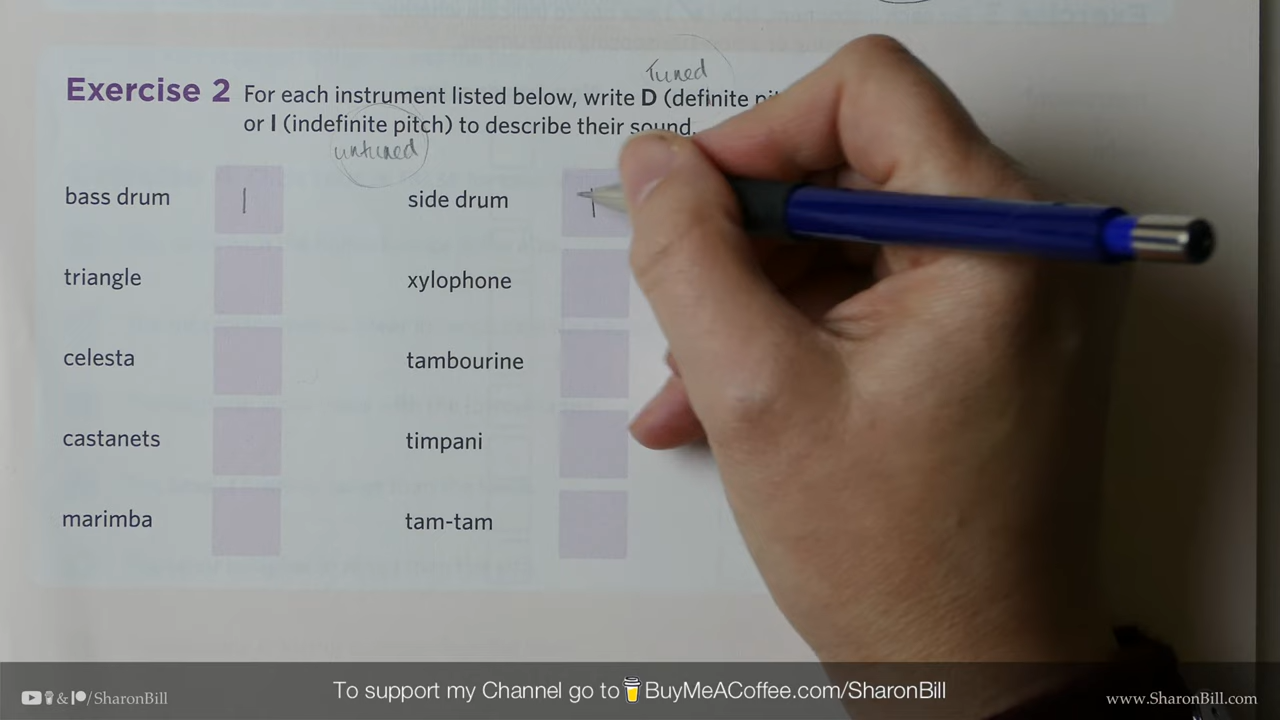 Tuned
Exercise 2 For each instrument listed below, write D (definite
or I (indefinite pitch) to describe their sound.
untuned
bass drum I side drum I
triangle xylophone
celesta tambourine
castanets timpani
marimba tam-tam
To support my Channel go to BuyMeACoffee.com/SharonBill
& /SharonBill
www.SharonBill.com